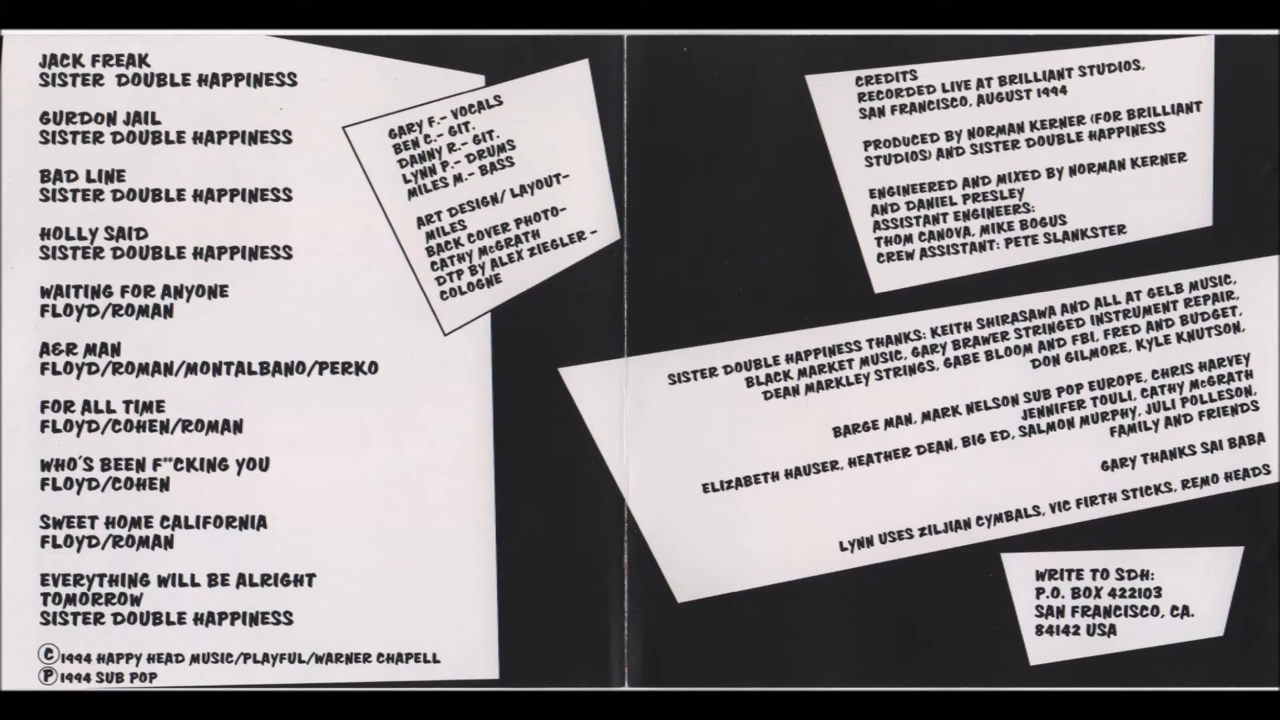 JACK FREAK
SISTER DOUBLE HAPPINESS
GURDON JAIL
SISTER DOUBLE HAPPINESS
BAD LINE
SISTER DOUBLE HAPPINESS
HOLLY SAID
SISTER DOUBLE HAPPINESS
WAITING FOR ANYONE
FLOYD/ROMAN
A&R MAN
FLOYD/ROMAN/MONTALBANO/PERKO
FOR ALL TIME
FLOYD/COHEN/ROMAN
WHO'S BEEN F**CKING YOU
FLOYD/COHEN
SWEET HOME CALIFORNIA
FLOYD/ROMAN
EVERYTHING WILL BE ALRIGHT
TOMORROW
SISTER DOUBLE HAPPINESS
Ⓒ1994 HAPPY HEAD MUSIC/PLAYFUL/WARNER CHAPELL
Ⓟ1994 SUB POP
GARY F.- VOCALS
BEN C.- GIT.
DANNY R.- GIT.
LYNN P.- DRUMS
MILES M.- BASS
ART DESIGN/ LAYOUT-
MILES
BACK COVER PHOTO-
CATHY McGRATH
DTP BY ALEX ZIEGLER -
COLOGNE
CREDITS
RECORDED LIVE AT BRILLIANT STUDIOS,
SAN FRANCISCO, AUGUST 1994
PRODUCED BY NORMAN KERNER (FOR BRILLIANT
STUDIOS) AND SISTER DOUBLE HAPPINESS
ENGINEERED AND MIXED BY NORMAN KERNER
AND DANIEL PRESLEY
ASSISTANT ENGINEERS:
THOM CANOVA, MIKE BOGUS
CREW ASSISTANT: PETE SLANKSTER
SISTER DOUBLE HAPPINESS THANKS: KEITH SHIRASAWA AND ALL AT GELB MUSIC,
BLACK MARKET MUSIC, GARY BRAWER STRINGED INSTRUMENT REPAIR,
DEAN MARKLEY STRINGS, GABE BLOOM AND FBI, FRED AND BUDGET,
DON GILMORE, KYLE KNUTSON,
BARGE MAN, MARK NELSON SUB POP EUROPE, CHRIS HARVEY
JENNIFER TOULI, CATHY McGRATH
ELIZABETH HAUSER, HEATHER DEAN, BIG ED, SALMON MURPHY, JULI POLLESON,
FAMILY AND FRIENDS
GARY THANKS SAI BABA
LYNN USES ZILJIAN CYMBALS, VIC FIRTH STICKS, REMO HEADS
WRITE TO SDH:
P.O. BOX 422103
SAN FRANCISCO, CA.
84142 USA